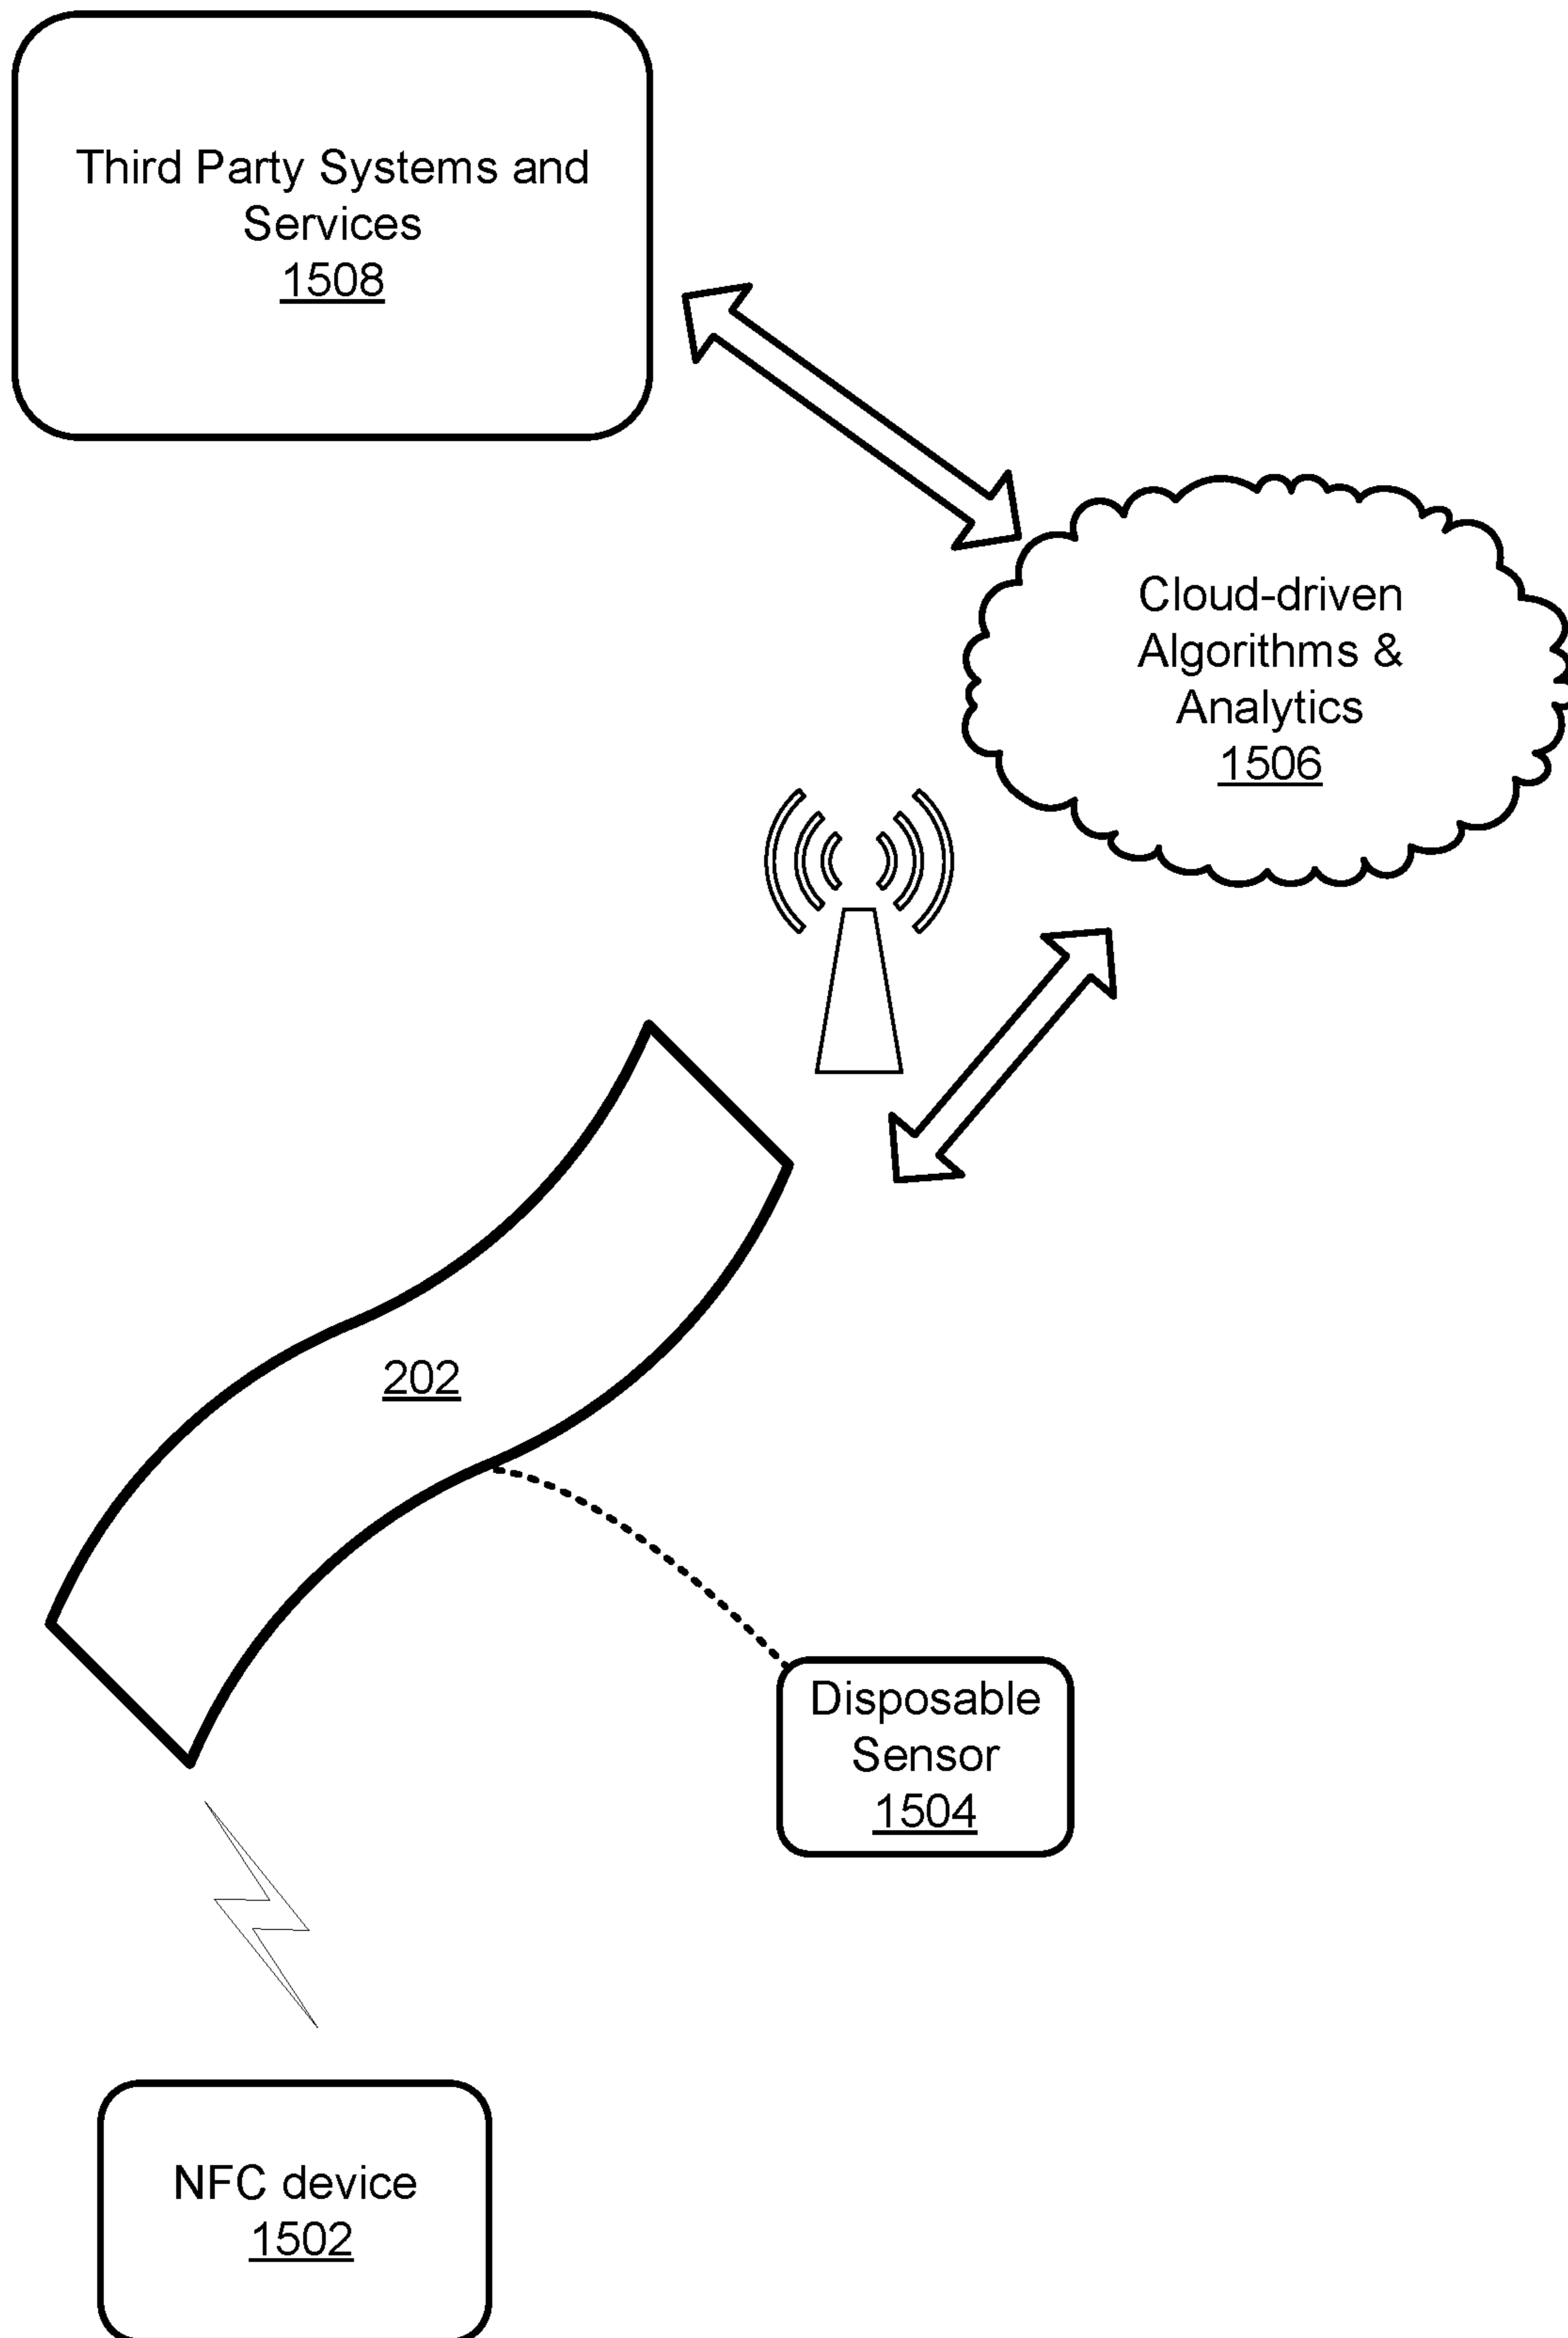 Third Party Systems and
Services
1508
Cloud-driven
Algorithms &
Analytics
1506
202
Disposable
Sensor
1504
NFC device
1502